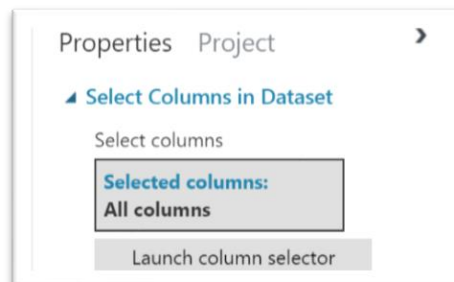 Properties Project
Select Columns in Dataset
Select columns
Selected columns:
All columns
Launch column selector